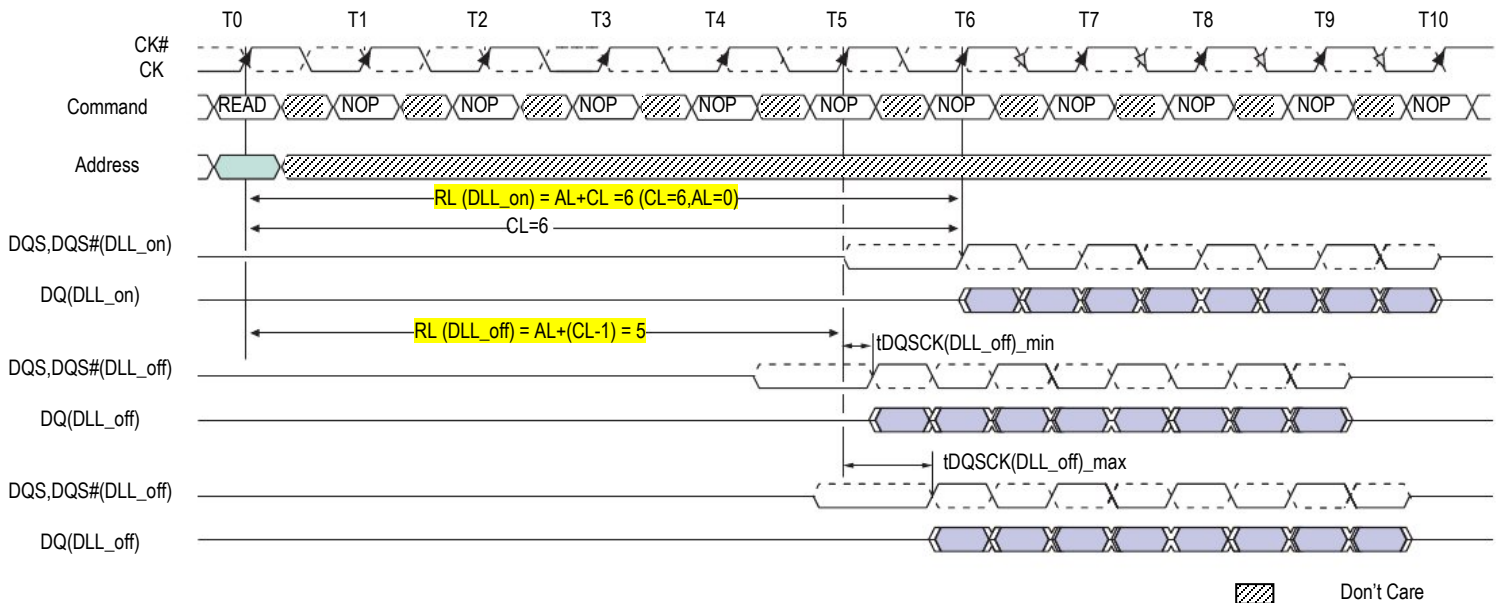 T0 T1 T2 T3 T4 T5 T6 T7 T8 T9 T10
CK#
CK
Command READ NOP NOP NOP NOP NOP NOP NOP NOP NOP NOP
Address
RL (DLL_on) = AL+CL =6 (CL=6,AL=0)
CL=6
DQS,DQS#(DLL_on)
DQ(DLL_on)
RL (DLL_off) = AL+(CL-1) = 5
tDQSCK(DLL_off)_min
DQS,DQS#(DLL_off)
DQ(DLL_off)
tDQSCK(DLL_off)_max
DQS,DQS#(DLL_off)
DQ(DLL_off)
Don't Care